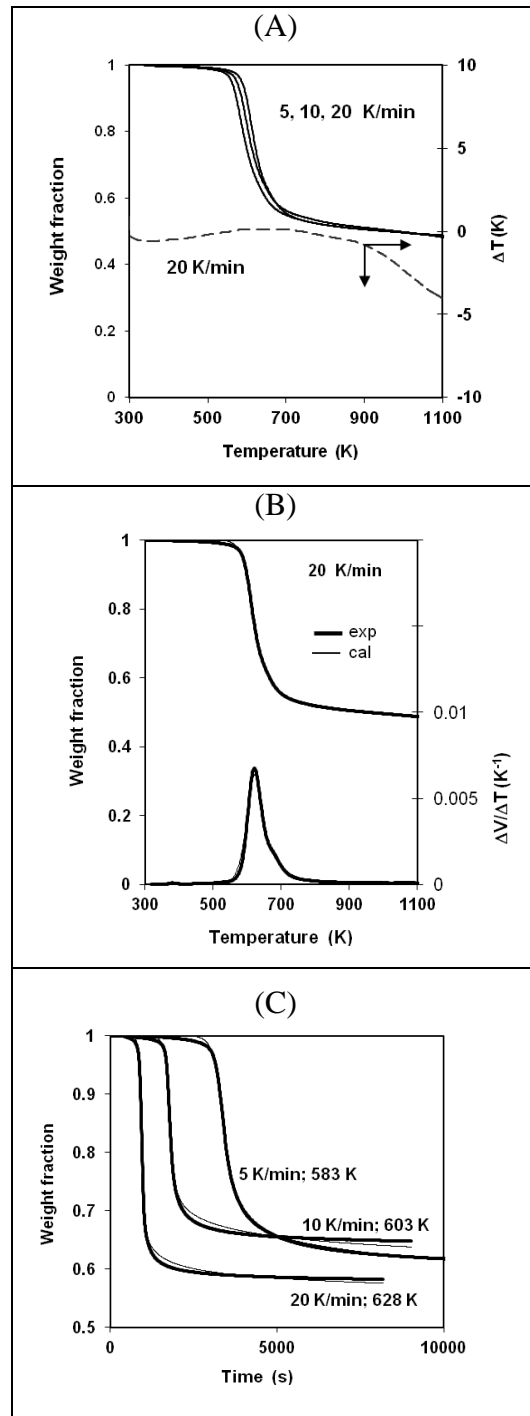 (A)
1
0.8
0.6
0.4
0.2
0
Weight fraction
5, 10, 20 K/min
20 K/min
10
5
0
-5
-10
ΔT (K)
300 500 700 900 1100
Temperature (K)
(B)
1
0.8
0.6
0.4
0.2
0
Weight fraction
20 K/min
exp
cal
0.01
0.005
0
ΔV/ΔT (K⁻¹)
300 500 700 900 1100
Temperature (K)
(C)
1
0.9
0.8
0.7
0.6
0.5
Weight fraction
5 K/min; 583 K
10 K/min; 603 K
20 K/min; 628 K
0 5000 10000
Time (s)